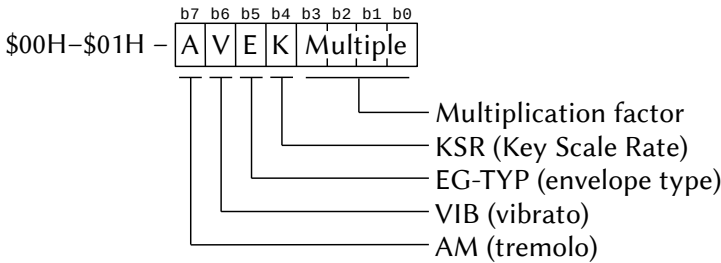 b7 b6 b5 b4 b3 b2 b1 b0
$00H–$01H – A V E K Multiple
Multiplication factor
KSR (Key Scale Rate)
EG-TYP (envelope type)
VIB (vibrato)
AM (tremolo)